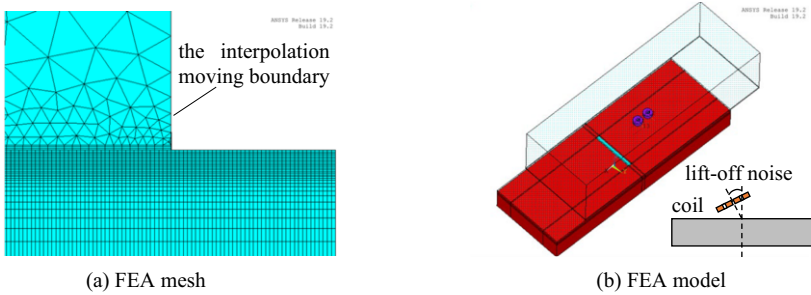 ANSYS Release 19.2
Build 19.2
the interpolation
moving boundary
(a) FEA mesh
ANSYS Release 19.2
Build 19.2
lift-off noise
coil
(b) FEA model